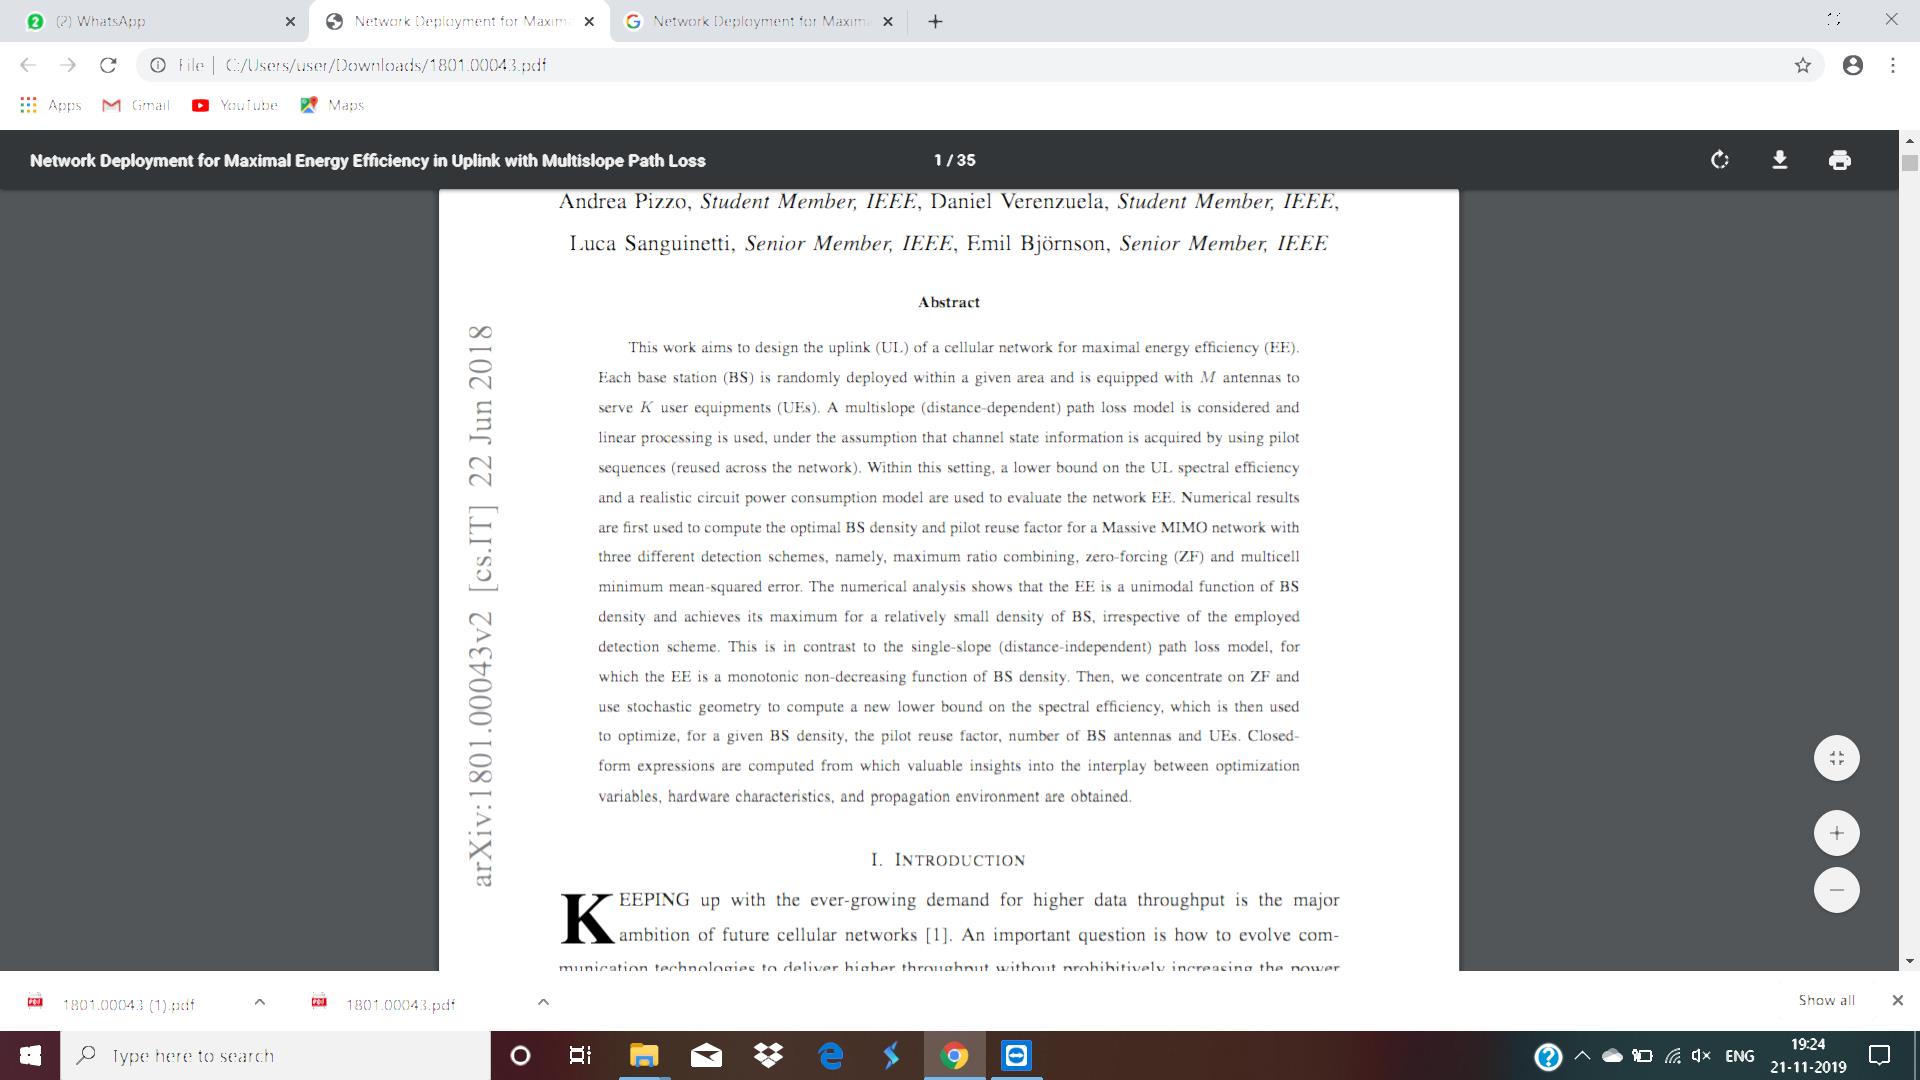 (2) WhatsApp
Network Deployment for Maxim
Network Deployment for Maxim
File | C:/Users/user/Downloads/1801.00043.pdf
Apps Gmail YouTube Maps
Network Deployment for Maximal Energy Efficiency in Uplink with Multislope Path Loss
1 / 35
Andrea Pizzo, Student Member, IEEE, Daniel Verenzuela, Student Member, IEEE,
Luca Sanguinetti, Senior Member, IEEE, Emil Björnson, Senior Member, IEEE
arXiv:1801.00043v2 [cs.IT] 22 Jun 2018
Abstract
This work aims to design the uplink (UL) of a cellular network for maximal energy efficiency (EE).
Each base station (BS) is randomly deployed within a given area and is equipped with M antennas to
serve K user equipments (UEs). A multislope (distance-dependent) path loss model is considered and
linear processing is used, under the assumption that channel state information is acquired by using pilot
sequences (reused across the network). Within this setting, a lower bound on the UL spectral efficiency
and a realistic circuit power consumption model are used to evaluate the network EE. Numerical results
are first used to compute the optimal BS density and pilot reuse factor for a Massive MIMO network with
three different detection schemes, namely, maximum ratio combining, zero-forcing (ZF) and multicell
minimum mean-squared error. The numerical analysis shows that the EE is a unimodal function of BS
density and achieves its maximum for a relatively small density of BS, irrespective of the employed
detection scheme. This is in contrast to the single-slope (distance-independent) path loss model, for
which the EE is a monotonic non-decreasing function of BS density. Then, we concentrate on ZF and
use stochastic geometry to compute a new lower bound on the spectral efficiency, which is then used
to optimize, for a given BS density, the pilot reuse factor, number of BS antennas and UEs. Closed-
form expressions are computed from which valuable insights into the interplay between optimization
variables, hardware characteristics, and propagation environment are obtained.
I. INTRODUCTION
KEEPING up with the ever-growing demand for higher data throughput is the major
ambition of future cellular networks [1]. An important question is how to evolve com-
munication technologies to deliver higher throughput without prohibitively increasing the power
1801.00043 (1).pdf
1801.00043.pdf
Show all
Type here to search
ENG
19:24
21-11-2019